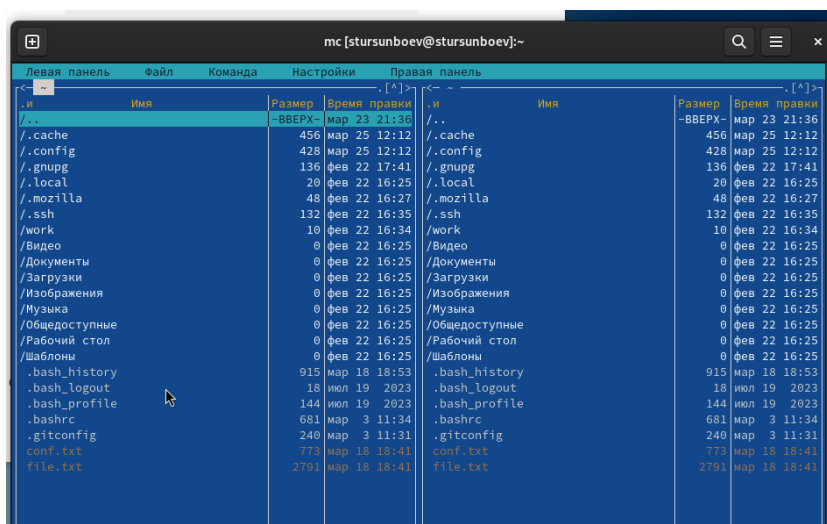 mc [stursunboev@stursunboev]:~
Левая панель Файл Команда Настройки Правая панель
<— ~ .[^]> <— ~ .[^]>
.и Имя Размер Время правки .и Имя Размер Время правки
/.. -ВВЕРХ- мар 23 21:36 /.. -ВВЕРХ- мар 23 21:36
/.cache 456 мар 25 12:12 /.cache 456 мар 25 12:12
/.config 428 мар 25 12:12 /.config 428 мар 25 12:12
/.gnupg 136 фев 22 17:41 /.gnupg 136 фев 22 17:41
/.local 20 фев 22 16:25 /.local 20 фев 22 16:25
/.mozilla 48 фев 22 16:27 /.mozilla 48 фев 22 16:27
/.ssh 132 фев 22 16:35 /.ssh 132 фев 22 16:35
/work 10 фев 22 16:34 /work 10 фев 22 16:34
/Видео 0 фев 22 16:25 /Видео 0 фев 22 16:25
/Документы 0 фев 22 16:25 /Документы 0 фев 22 16:25
/Загрузки 0 фев 22 16:25 /Загрузки 0 фев 22 16:25
/Изображения 0 фев 22 16:25 /Изображения 0 фев 22 16:25
/Музыка 0 фев 22 16:25 /Музыка 0 фев 22 16:25
/Общедоступные 0 фев 22 16:25 /Общедоступные 0 фев 22 16:25
/Рабочий стол 0 фев 22 16:25 /Рабочий стол 0 фев 22 16:25
/Шаблоны 0 фев 22 16:25 /Шаблоны 0 фев 22 16:25
.bash_history 915 мар 18 18:53 .bash_history 915 мар 18 18:53
.bash_logout 18 июл 19 2023 .bash_logout 18 июл 19 2023
.bash_profile 144 июл 19 2023 .bash_profile 144 июл 19 2023
.bashrc 681 мар 3 11:34 .bashrc 681 мар 3 11:34
.gitconfig 240 мар 3 11:31 .gitconfig 240 мар 3 11:31
conf.txt 773 мар 18 18:41 conf.txt 773 мар 18 18:41
file.txt 2791 мар 18 18:41 file.txt 2791 мар 18 18:41